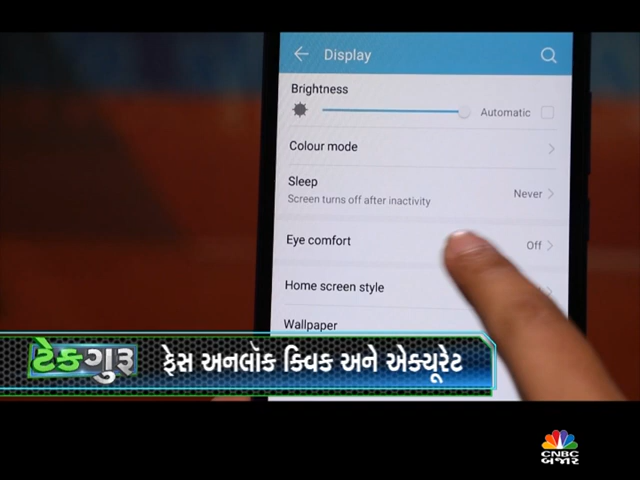 Display
Brightness
Automatic
Colour mode
Sleep
Screen turns off after inactivity
Never
Eye comfort
Off
Home screen style
Wallpaper
ટેકગુરૂ
ફેસ અનલૉક ક્વિક અને એક્યૂરેટ
CNBC
બજાર